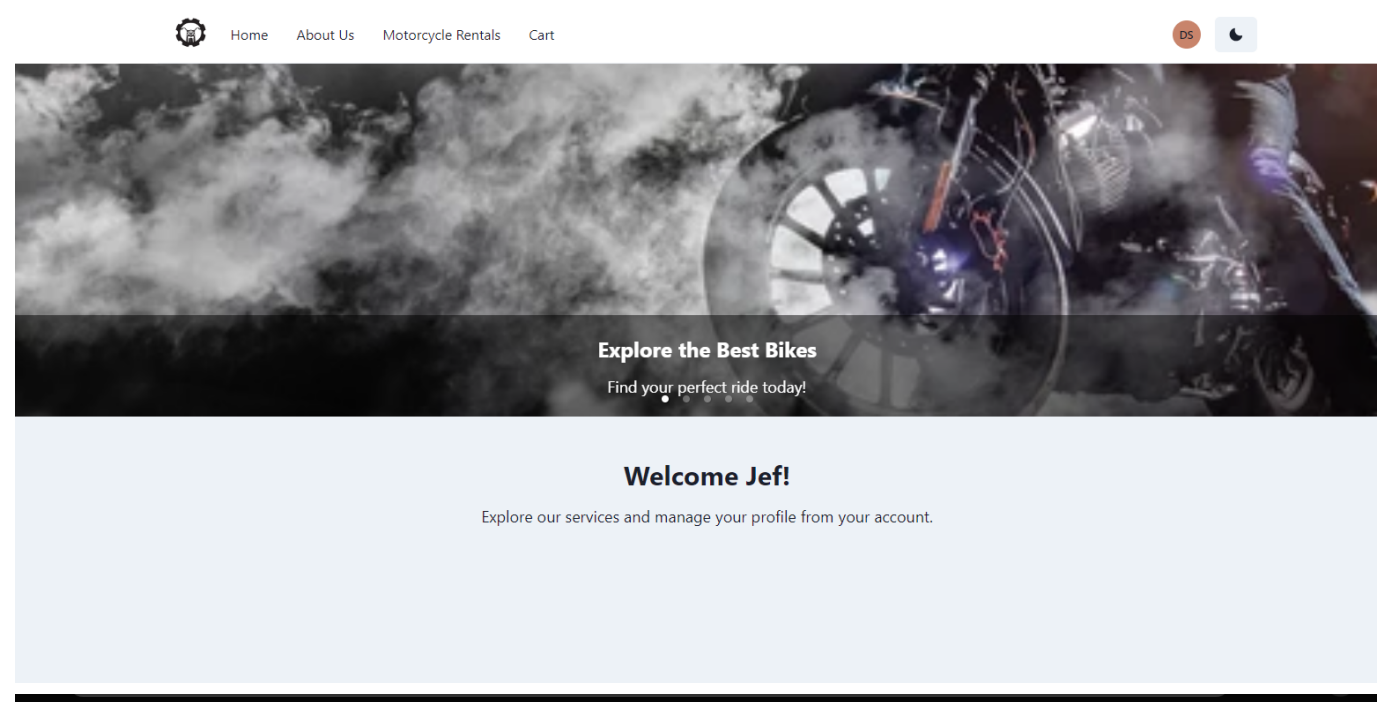 Home About Us Motorcycle Rentals Cart DS
Explore the Best Bikes
Find your perfect ride today!
Welcome Jef!
Explore our services and manage your profile from your account.